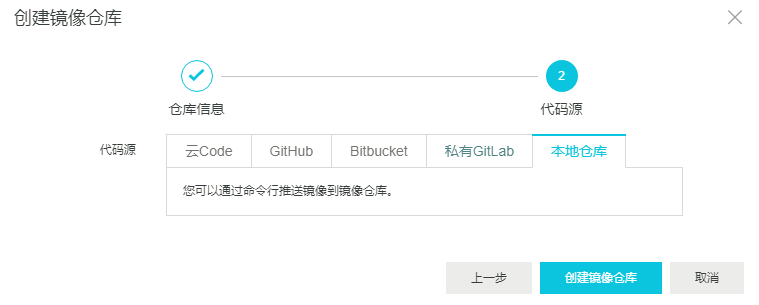 创建镜像仓库
2
仓库信息 代码源
代码源 云Code GitHub Bitbucket 私有GitLab 本地仓库
您可以通过命令行推送镜像到镜像仓库。
上一步 创建镜像仓库 取消